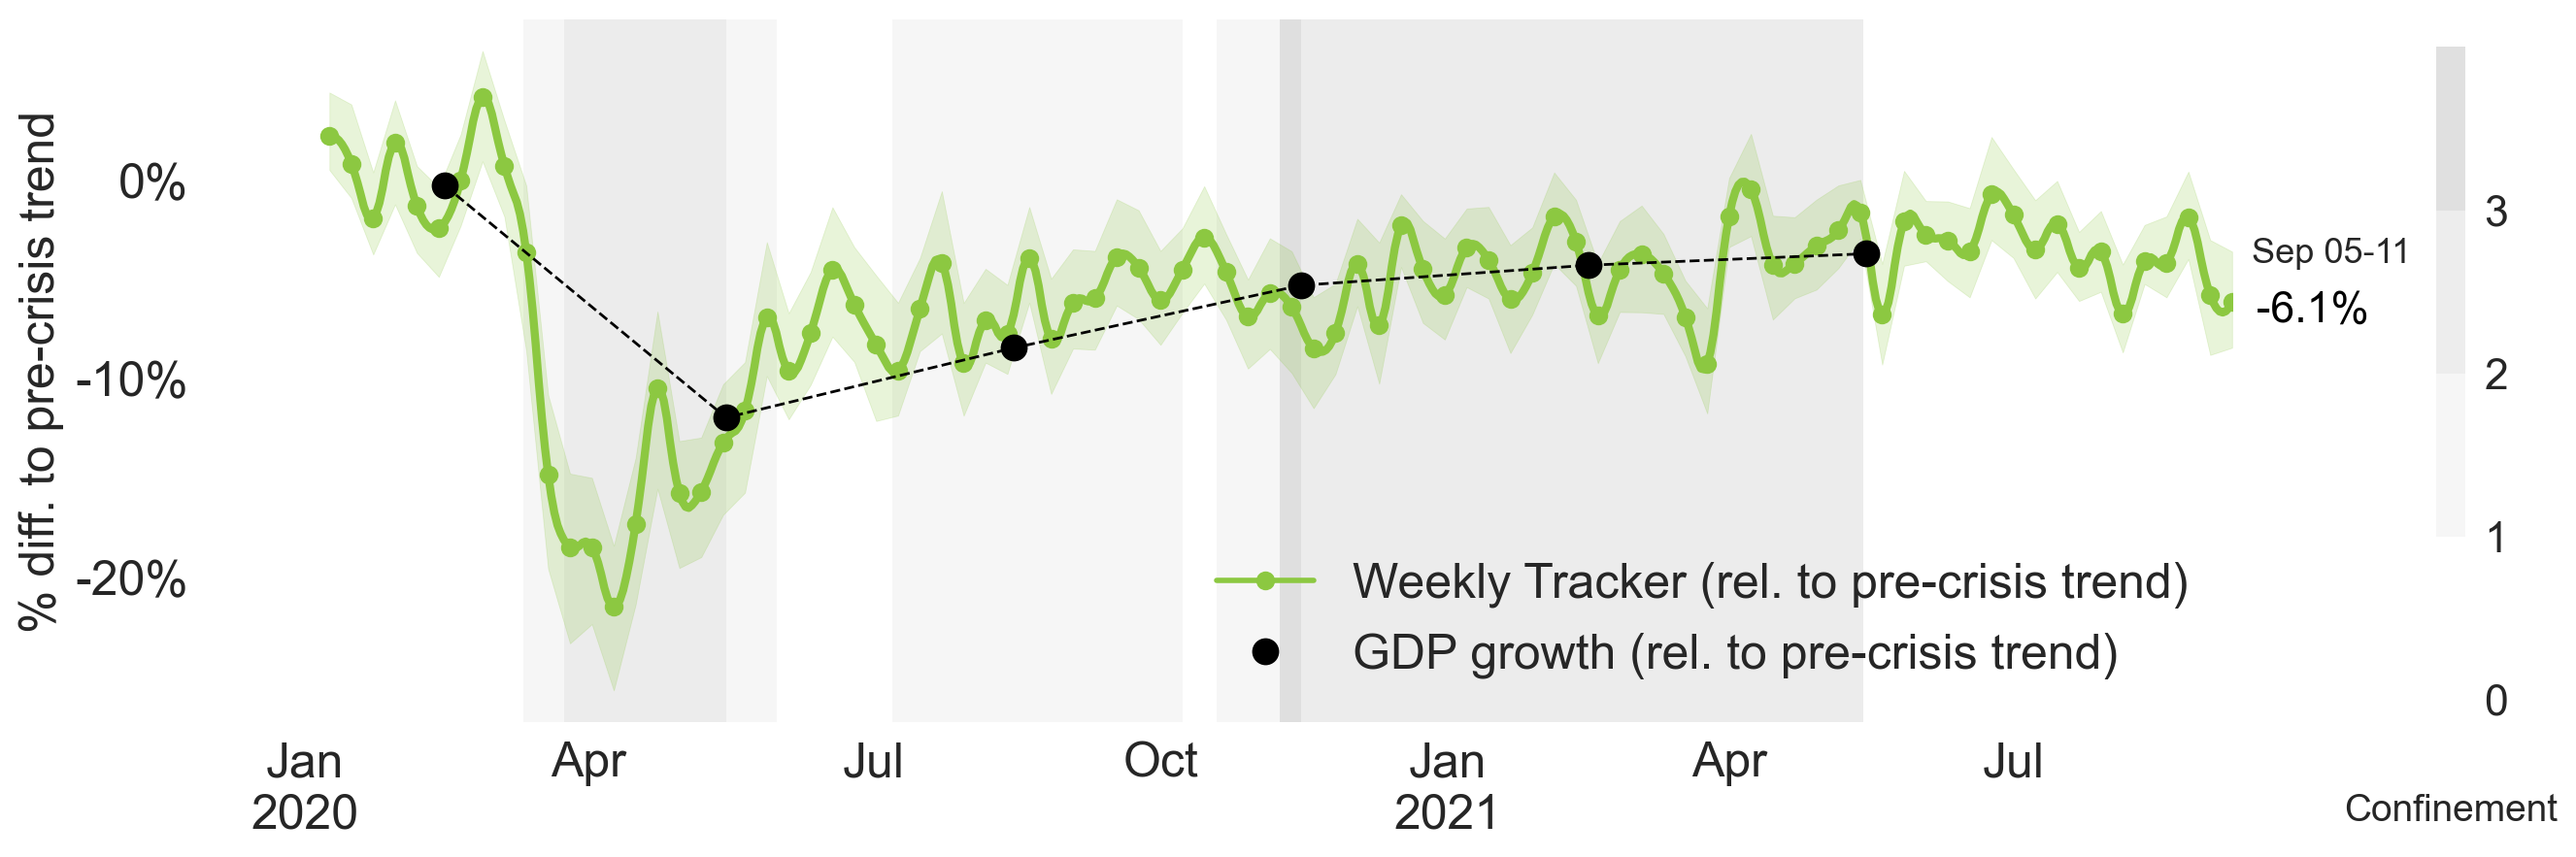 % diff. to pre-crisis trend
0%
-10%
-20%
Sep 05-11
-6.1%
Weekly Tracker (rel. to pre-crisis trend)
GDP growth (rel. to pre-crisis trend)
3
2
1
0
Jan
2020
Apr
Jul
Oct
Jan
2021
Apr
Jul
Confinement